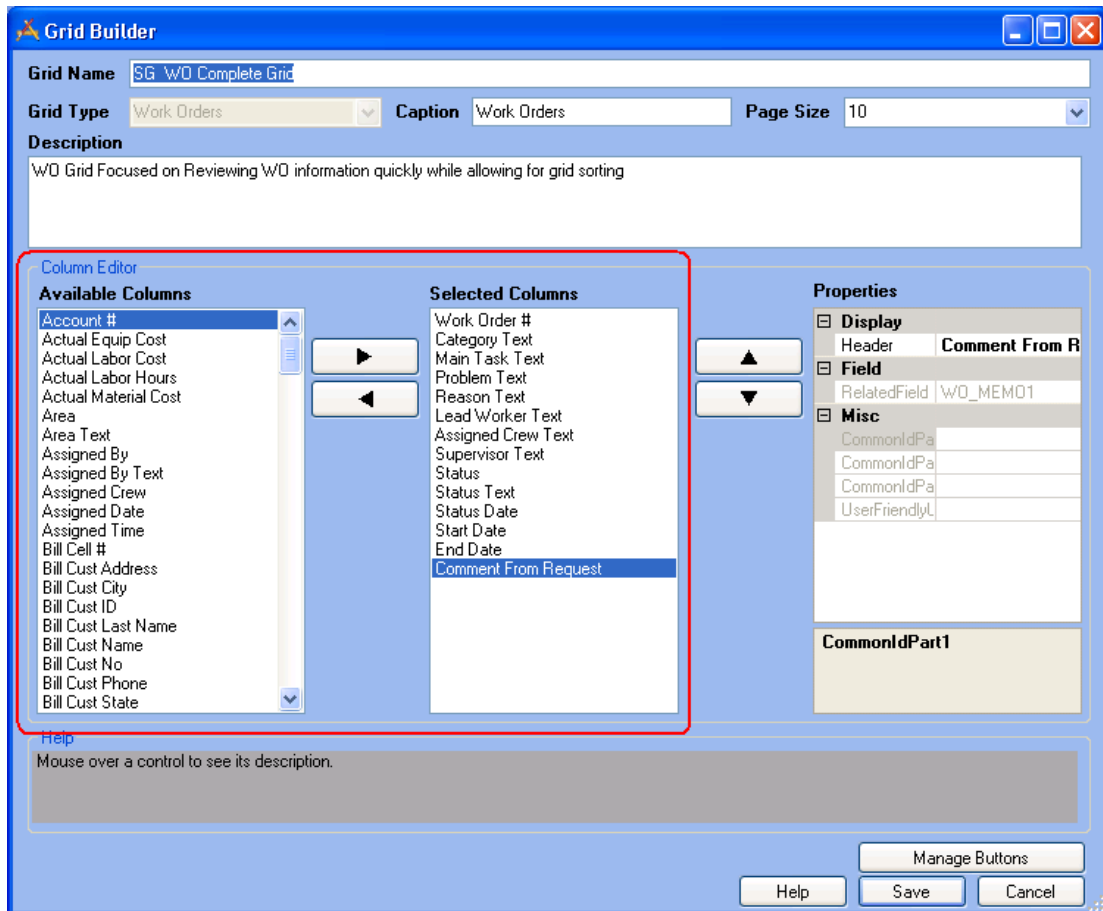 Grid Builder
Grid Name SG WO Complete Grid
Grid Type Work Orders Caption Work Orders Page Size 10
Description
WO Grid Focused on Reviewing WO information quickly while allowing for grid sorting
Column Editor
Available Columns
Account #
Actual Equip Cost
Actual Labor Cost
Actual Labor Hours
Actual Material Cost
Area
Area Text
Assigned By
Assigned By Text
Assigned Crew
Assigned Date
Assigned Time
Bill Cell #
Bill Cust Address
Bill Cust City
Bill Cust ID
Bill Cust Last Name
Bill Cust Name
Bill Cust No
Bill Cust Phone
Bill Cust State
Selected Columns
Work Order #
Category Text
Main Task Text
Problem Text
Reason Text
Lead Worker Text
Assigned Crew Text
Supervisor Text
Status
Status Text
Status Date
Start Date
End Date
Comment From Request
Properties
Display
Header Comment From R
Field
RelatedField WO_MEMO1
Misc
CommonIdPa
CommonIdPa
CommonIdPa
UserFriendlyL
CommonIdPart1
Help
Mouse over a control to see its description.
Manage Buttons
Help Save Cancel